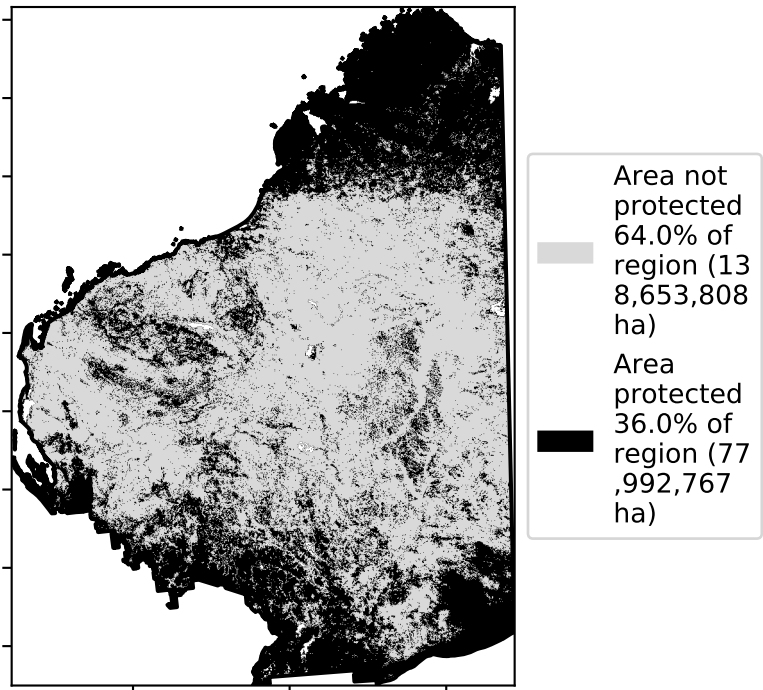 Area not
protected
64.0% of
region (13
8,653,808
ha)
Area
protected
36.0% of
region (77
,992,767
ha)